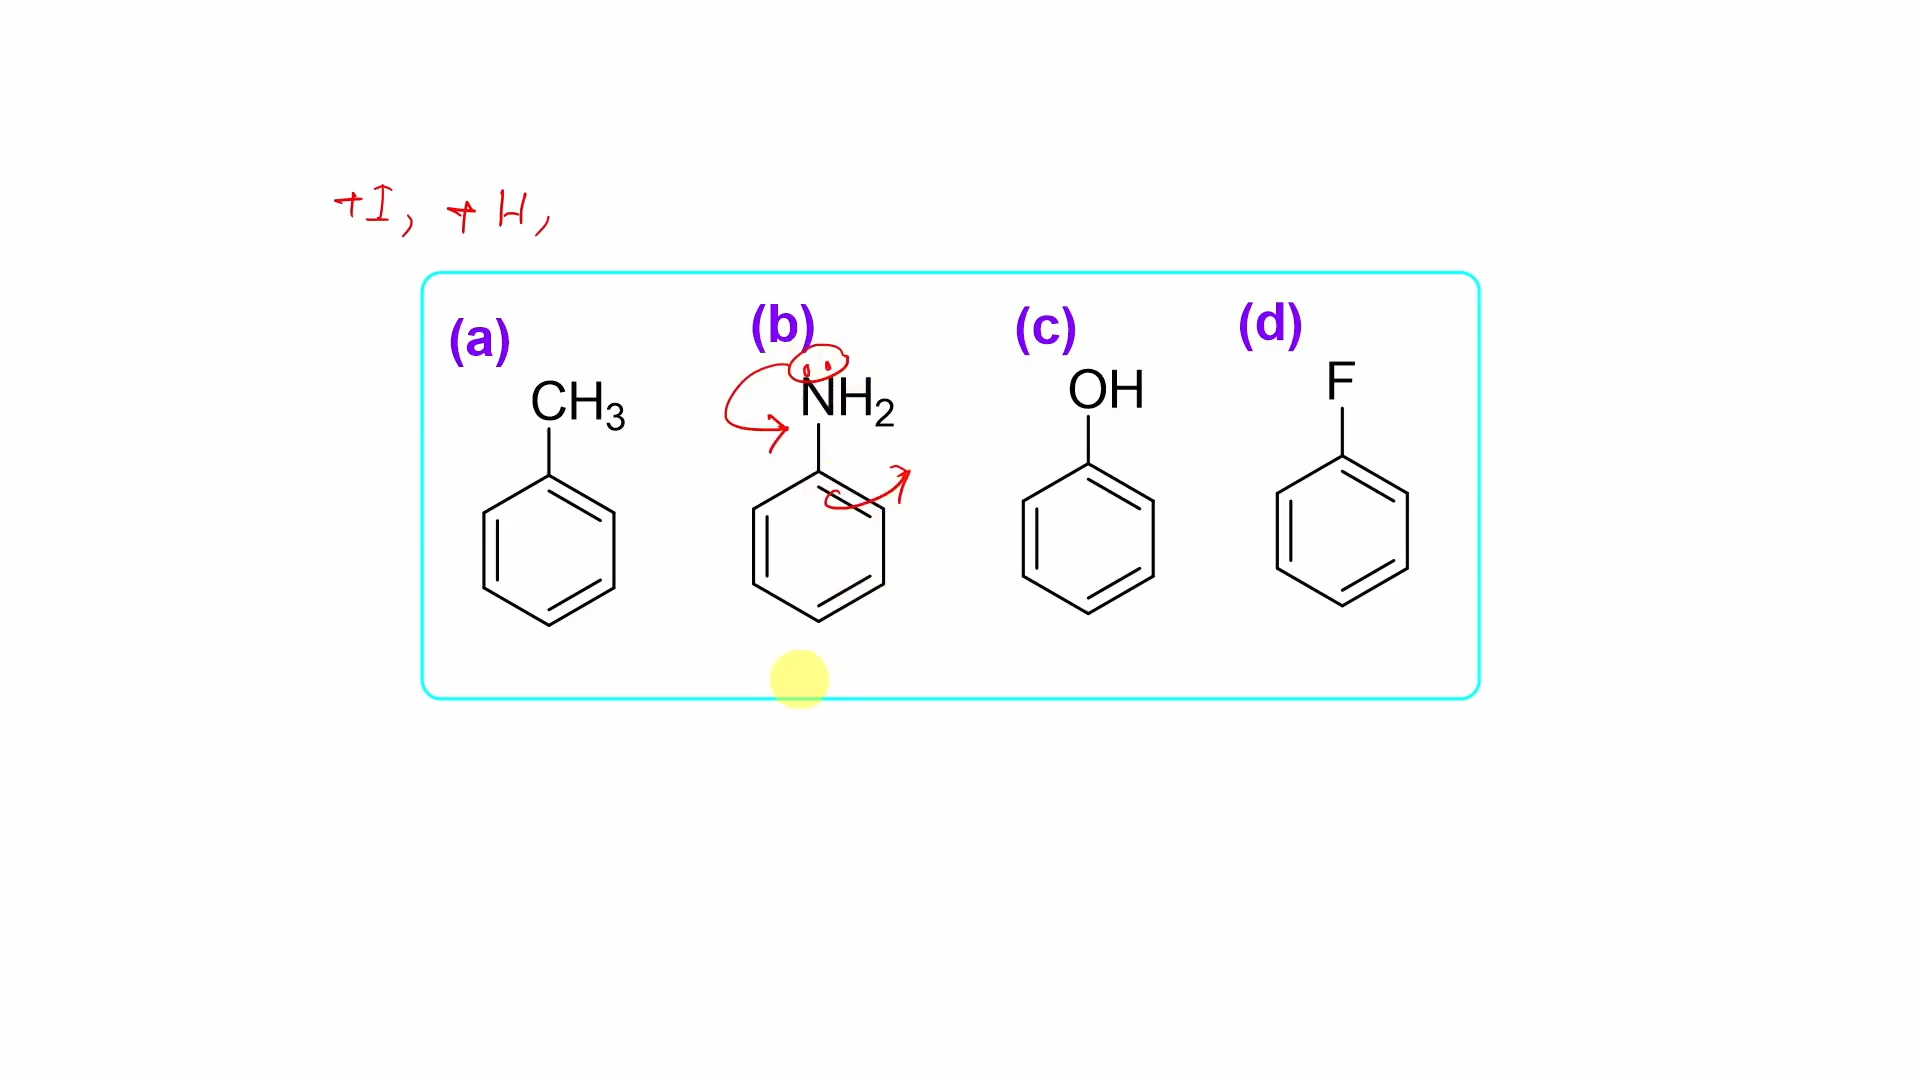 +I, +H,
(a) (b) (c) (d)
CH₃ NH₂ OH F